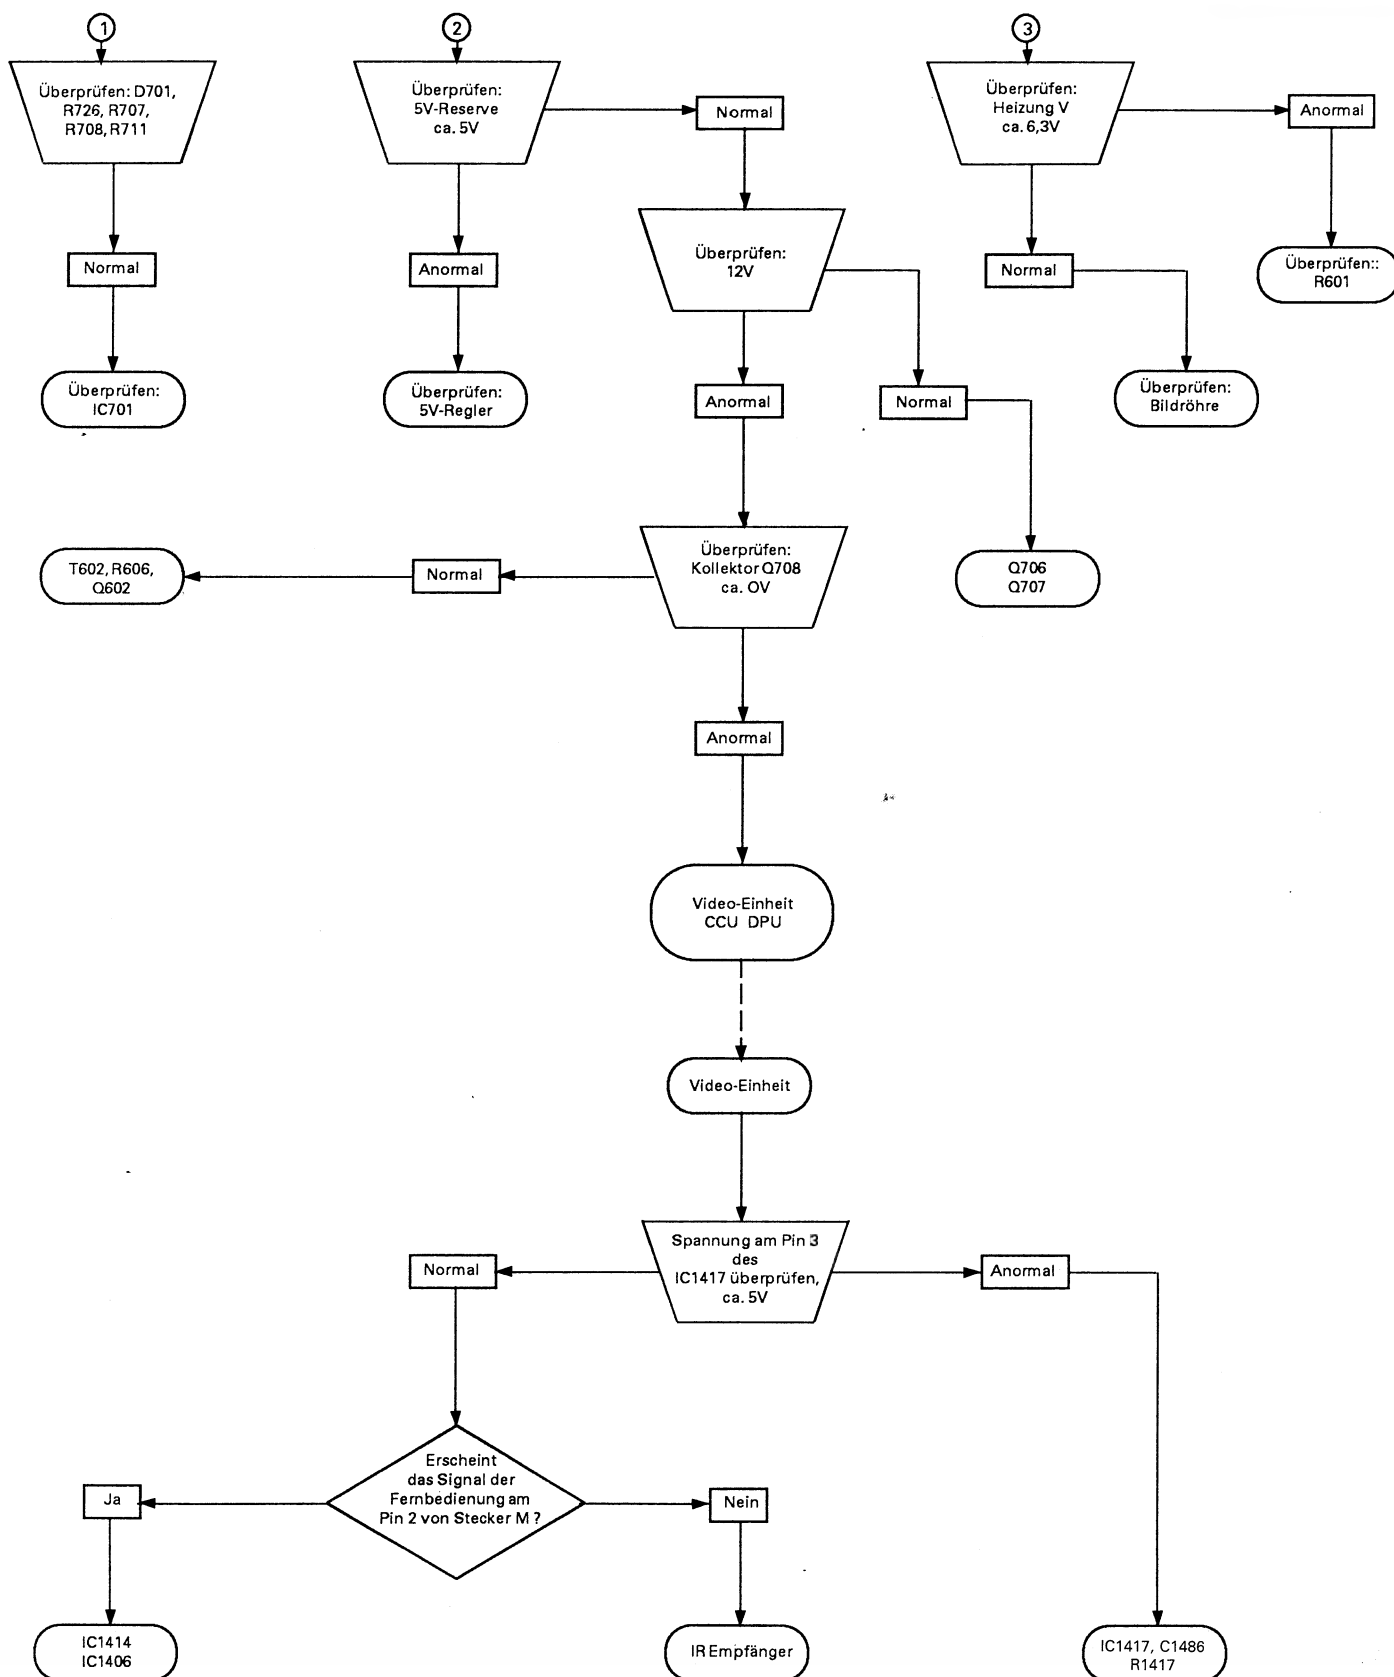 1
Überprüfen: D701,
R726, R707,
R708, R711
Normal
Überprüfen:
IC701
2
Überprüfen:
5V-Reserve
ca. 5V
Normal
Anormal
Überprüfen:
5V-Regler
Überprüfen:
12V
Anormal
Normal
Q706
Q707
Überprüfen:
Kollektor Q708
ca. OV
Normal
T602, R606,
Q602
Anormal
Video-Einheit
CCU DPU
Video-Einheit
Spannung am Pin 3
des
IC1417 überprüfen,
ca. 5V
Normal
Anormal
Erscheint
das Signal der
Fernbedienung am
Pin 2 von Stecker M ?
Ja
Nein
IC1414
IC1406
IR Empfänger
IC1417, C1486
R1417
3
Überprüfen:
Heizung V
ca. 6,3V
Anormal
Normal
Überprüfen::
R601
Überprüfen:
Bildröhre